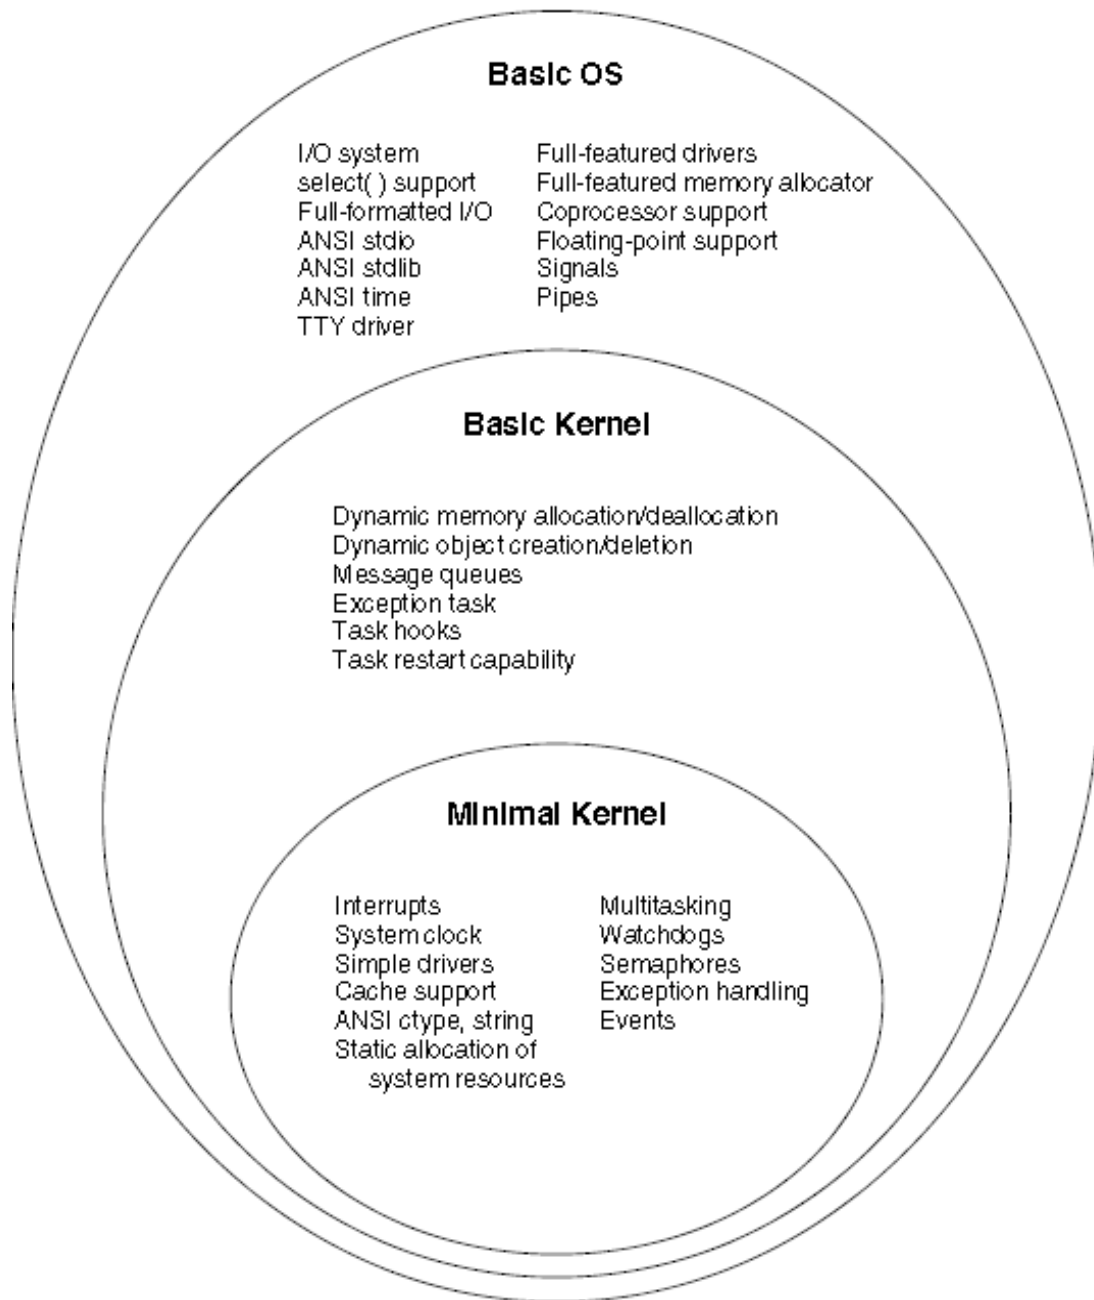 Basic OS
I/O system
select( ) support
Full-formatted I/O
ANSI stdio
ANSI stdlib
ANSI time
TTY driver
Full-featured drivers
Full-featured memory allocator
Coprocessor support
Floating-point support
Signals
Pipes
Basic Kernel
Dynamic memory allocation/deallocation
Dynamic object creation/deletion
Message queues
Exception task
Task hooks
Task restart capability
Minimal Kernel
Interrupts
System clock
Simple drivers
Cache support
ANSI ctype, string
Static allocation of
system resources
Multitasking
Watchdogs
Semaphores
Exception handling
Events